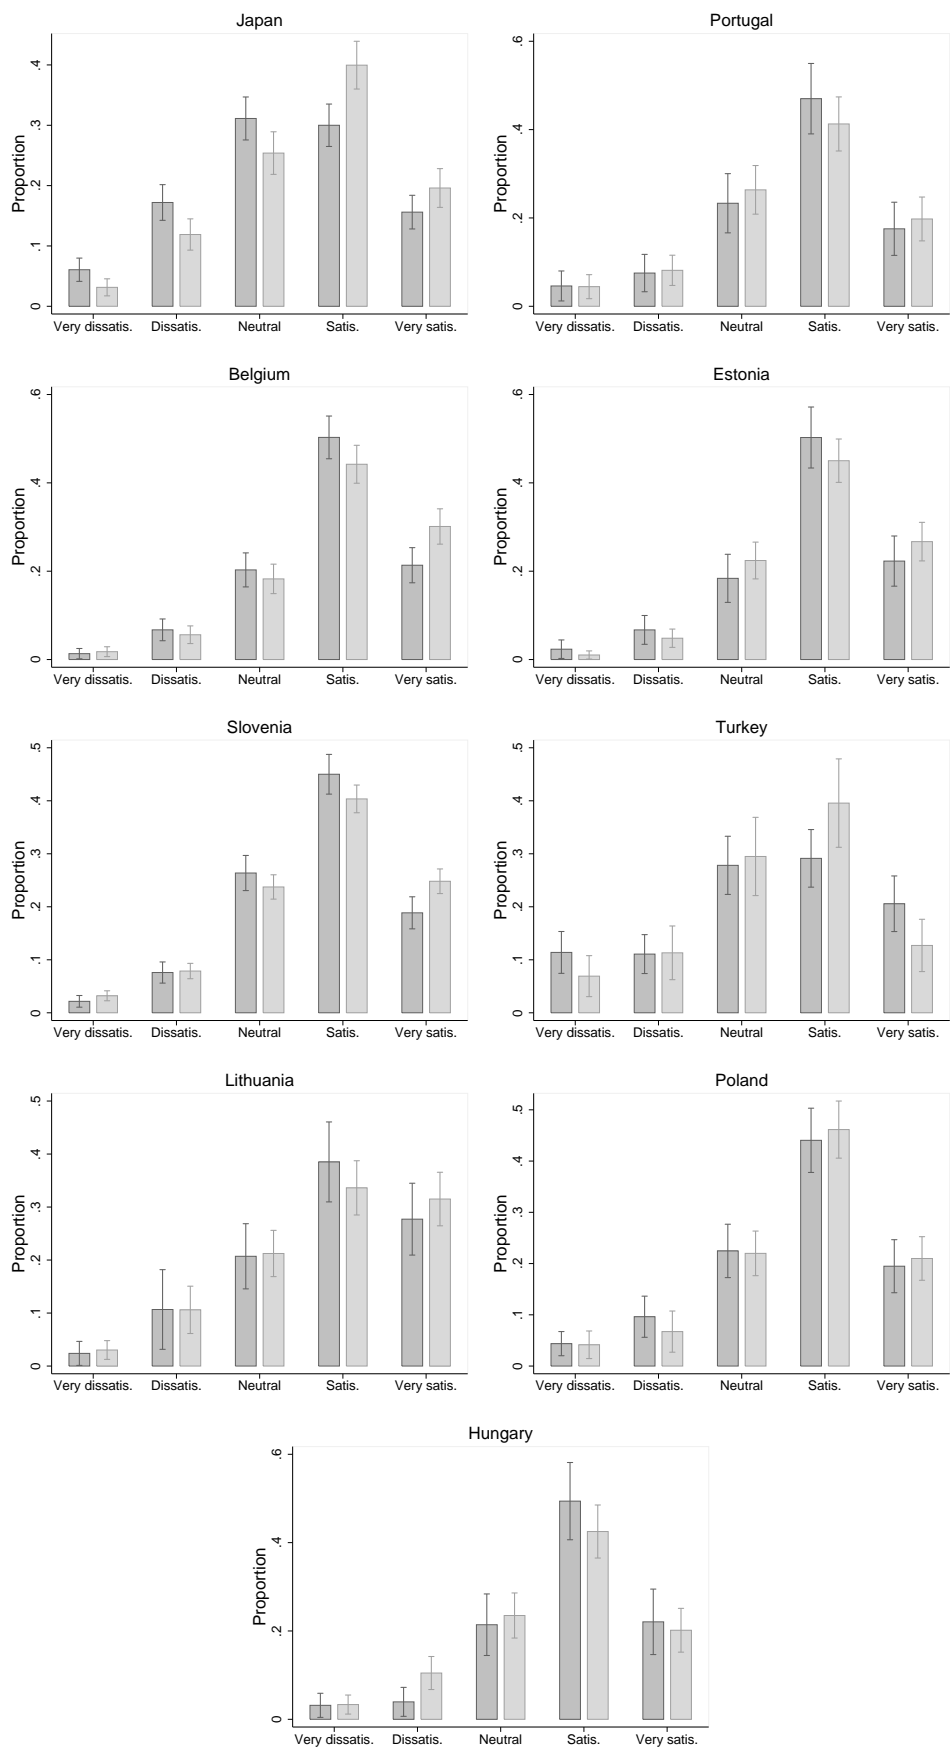 Japan
Proportion
.4
.3
.2
.1
0
Very dissatis. Dissatis. Neutral Satis. Very satis.
Portugal
Proportion
.6
.4
.2
0
Very dissatis. Dissatis. Neutral Satis. Very satis.
Belgium
Proportion
.6
.4
.2
0
Very dissatis. Dissatis. Neutral Satis. Very satis.
Estonia
Proportion
.6
.4
.2
0
Very dissatis. Dissatis. Neutral Satis. Very satis.
Slovenia
Proportion
.5
.4
.3
.2
.1
0
Very dissatis. Dissatis. Neutral Satis. Very satis.
Turkey
Proportion
.5
.4
.3
.2
.1
0
Very dissatis. Dissatis. Neutral Satis. Very satis.
Lithuania
Proportion
.5
.4
.3
.2
.1
0
Very dissatis. Dissatis. Neutral Satis. Very satis.
Poland
Proportion
.5
.4
.3
.2
.1
0
Very dissatis. Dissatis. Neutral Satis. Very satis.
Hungary
Proportion
.6
.4
.2
0
Very dissatis. Dissatis. Neutral Satis. Very satis.